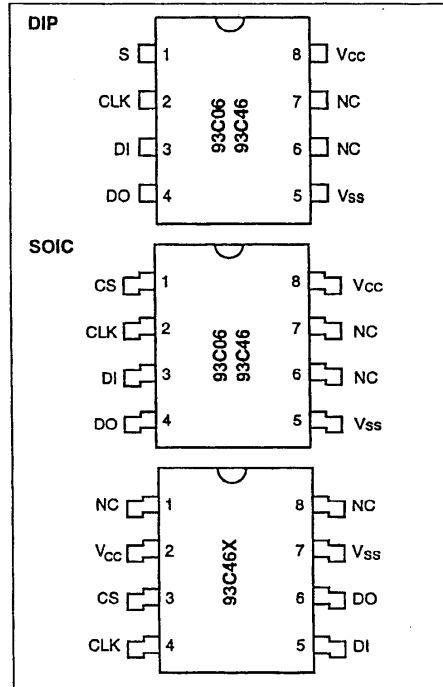 DIP
S 1 8 Vcc
CLK 2 7 NC
DI 3 6 NC
DO 4 5 Vss
93C06
93C46
SOIC
CS 1 8 Vcc
CLK 2 7 NC
DI 3 6 NC
DO 4 5 Vss
93C06
93C46
NC 1 8 NC
Vcc 2 7 Vss
CS 3 6 DO
CLK 4 5 DI
93C46X